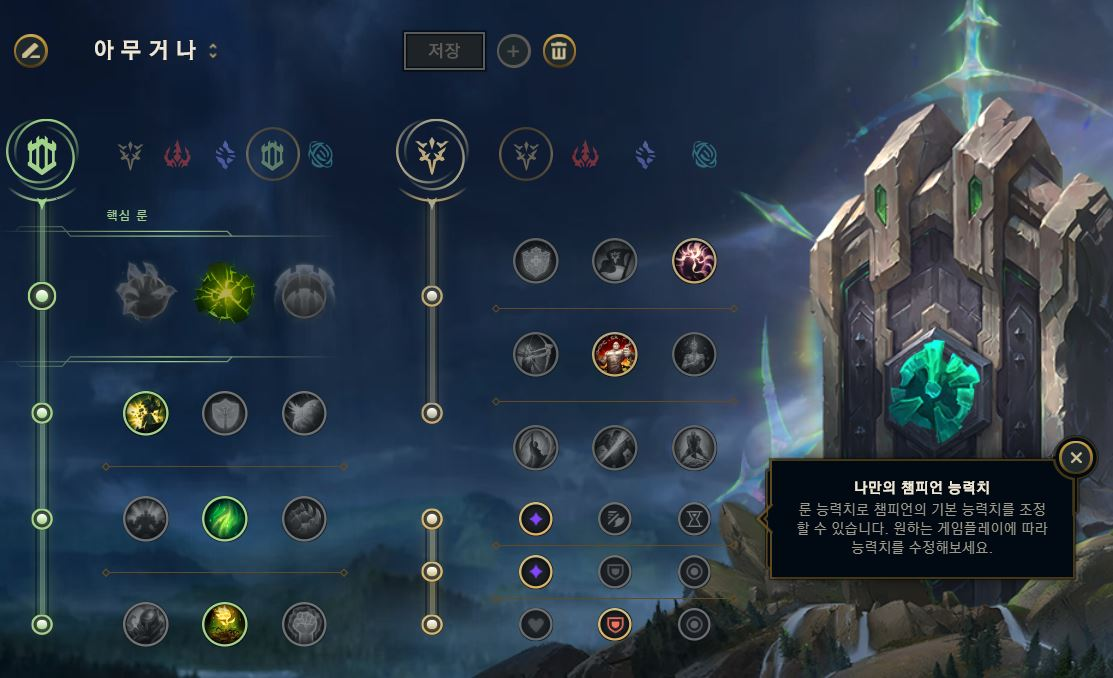 아무거나
저장
핵심 룬
나만의 챔피언 능력치
룬 능력치로 챔피언의 기본 능력치를 조정
할 수 있습니다. 원하는 게임플레이에 따라
능력치를 수정해보세요.